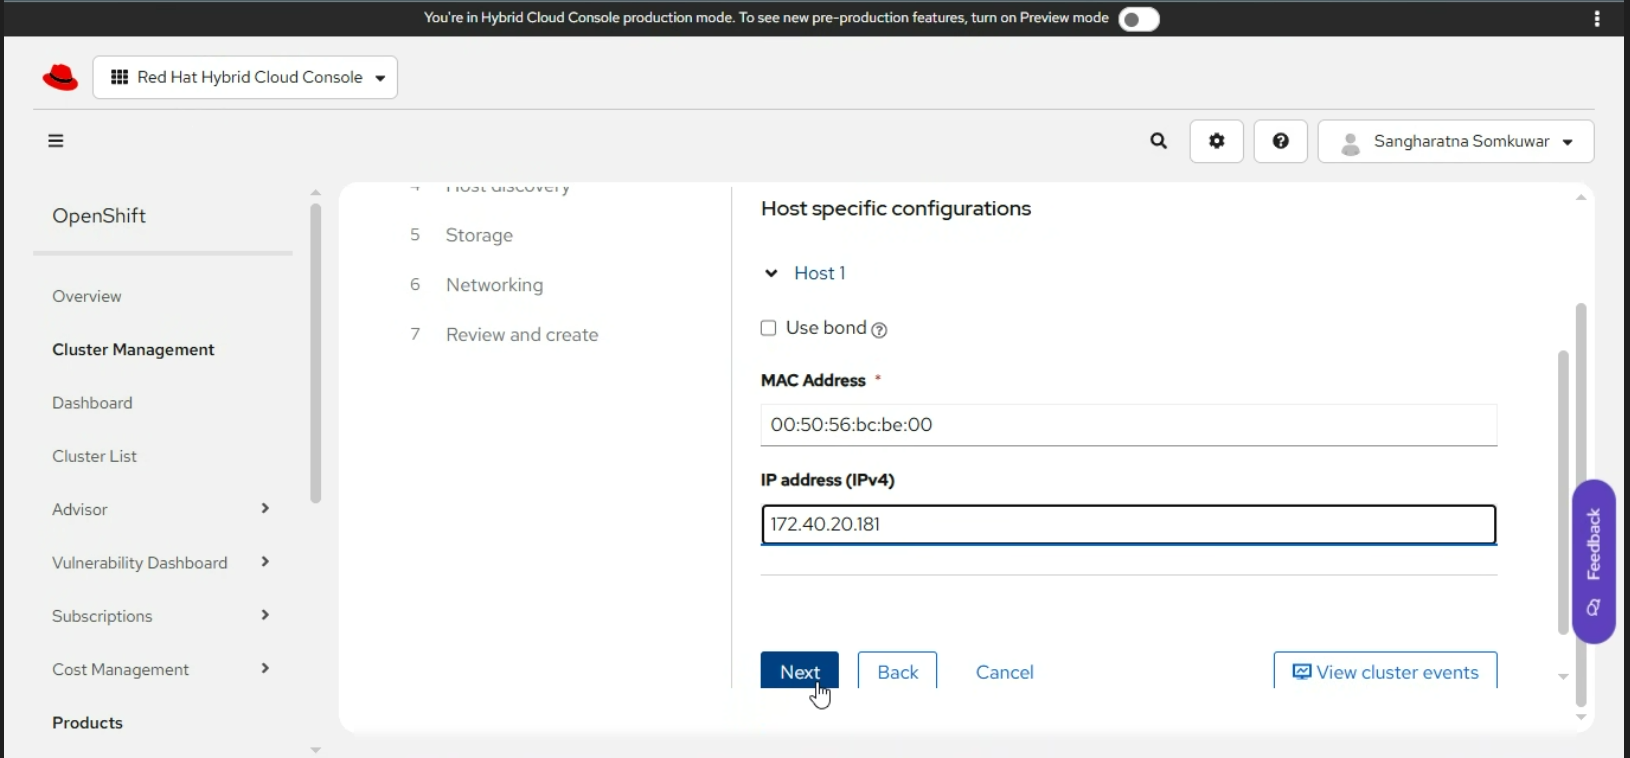 You're in Hybrid Cloud Console production mode. To see new pre-production features, turn on Preview mode
Red Hat Hybrid Cloud Console
Sangharatna Somkuwar
OpenShift
Overview
Cluster Management
Dashboard
Cluster List
Advisor
Vulnerability Dashboard
Subscriptions
Cost Management
Products
4 Host discovery
5 Storage
6 Networking
7 Review and create
Host specific configurations
Host 1
Use bond
MAC Address *
00:50:56:bc:be:00
IP address (IPv4)
172.40.20.181
Next Back Cancel View cluster events
Feedback